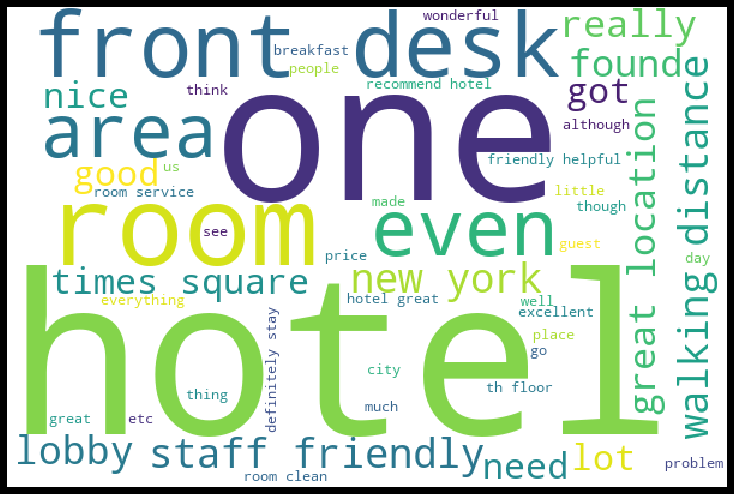 wonderful
front desk
really
breakfast
people
founde
think
recommend hotel
nice
got
one
area
although
walking distance
great location
good
us
friendly helpful
room service
little
made
though
room
see
even
guest
price
day
times square
new york
everything
hotel great
well
excellent
hotel
definitely stay
place
go
city
th floor
thing
much
great
etc
lobby
staff friendly
need
lot
problem
room clean